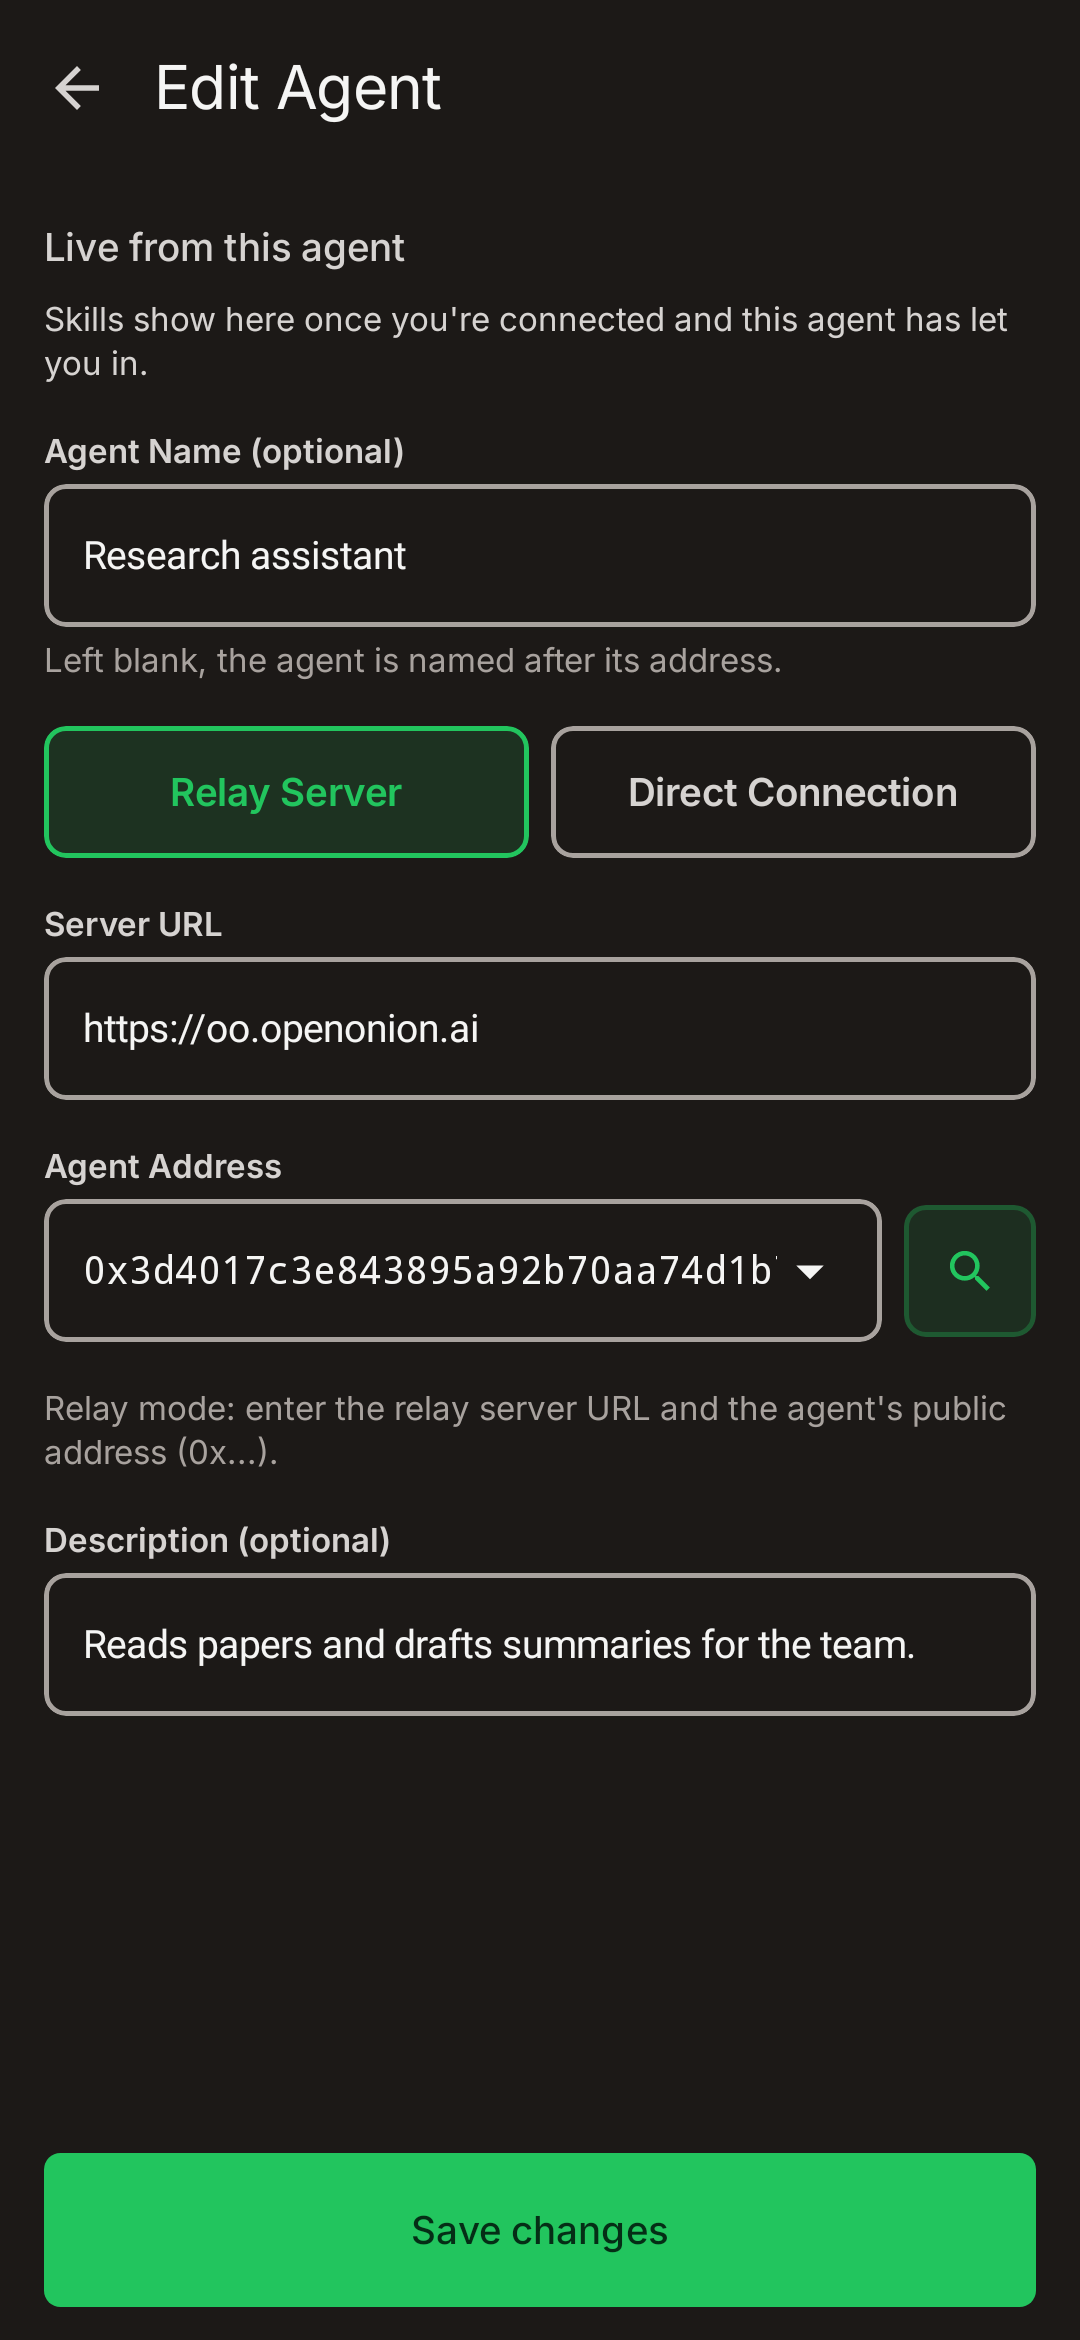 Edit Agent
Live from this agent
Skills show here once you're connected and this agent has let
you in.
Agent Name (optional)
Research assistant
Left blank, the agent is named after its address.
Relay Server
Direct Connection
Server URL
https://oo.openonion.ai
Agent Address
0x3d4017c3e843895a92b70aa74d1b
Relay mode: enter the relay server URL and the agent's public
address (0x...).
Description (optional)
Reads papers and drafts summaries for the team.
Save changes